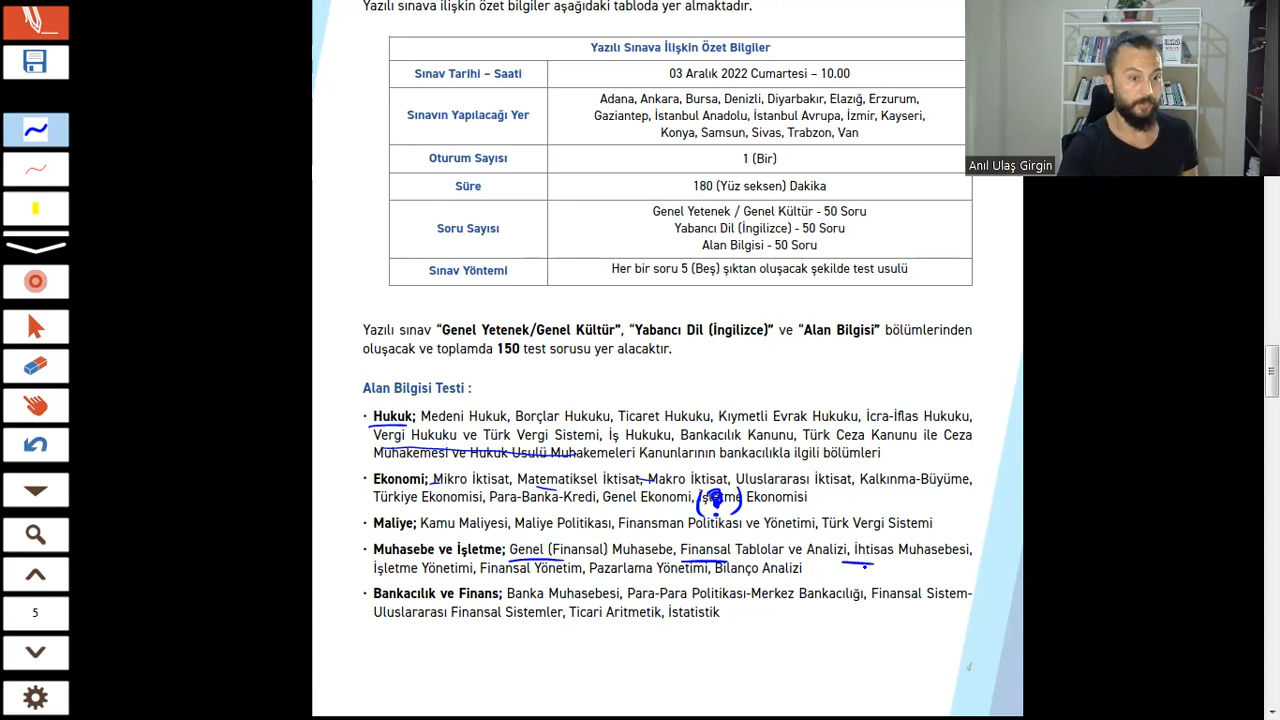 Yazılı sınava ilişkin özet bilgiler aşağıdaki tabloda yer almaktadır.
Yazılı Sınava İlişkin Özet Bilgiler
Sınav Tarihi – Saati
03 Aralık 2022 Cumartesi – 10.00
Sınavın Yapılacağı Yer
Adana, Ankara, Bursa, Denizli, Diyarbakır, Elazığ, Erzurum,
Gaziantep, İstanbul Anadolu, İstanbul Avrupa, İzmir, Kayseri,
Konya, Samsun, Sivas, Trabzon, Van
Oturum Sayısı
1 (Bir)
Süre
180 (Yüz seksen) Dakika
Soru Sayısı
Genel Yetenek / Genel Kültür - 50 Soru
Yabancı Dil (İngilizce) - 50 Soru
Alan Bilgisi - 50 Soru
Sınav Yöntemi
Her bir soru 5 (Beş) şıktan oluşacak şekilde test usulü
Yazılı sınav “Genel Yetenek/Genel Kültür”, “Yabancı Dil (İngilizce)” ve “Alan Bilgisi” bölümlerinden
oluşacak ve toplamda 150 test sorusu yer alacaktır.
Alan Bilgisi Testi :
• Hukuk; Medeni Hukuk, Borçlar Hukuku, Ticaret Hukuku, Kıymetli Evrak Hukuku, İcra-İflas Hukuku,
Vergi Hukuku ve Türk Vergi Sistemi, İş Hukuku, Bankacılık Kanunu, Türk Ceza Kanunu ile Ceza
Muhakemesi ve Hukuk Usulü Muhakemeleri Kanunlarının bankacılıkla ilgili bölümleri
• Ekonomi; Mikro İktisat, Matematiksel İktisat, Makro İktisat, Uluslararası İktisat, Kalkınma-Büyüme,
Türkiye Ekonomisi, Para-Banka-Kredi, Genel Ekonomi, İşletme Ekonomisi
(?)
• Maliye; Kamu Maliyesi, Maliye Politikası, Finansman Politikası ve Yönetimi, Türk Vergi Sistemi
• Muhasebe ve İşletme; Genel (Finansal) Muhasebe, Finansal Tablolar ve Analizi, İhtisas Muhasebesi,
İşletme Yönetimi, Finansal Yönetim, Pazarlama Yönetimi, Bilanço Analizi
• Bankacılık ve Finans; Banka Muhasebesi, Para-Para Politikası-Merkez Bankacılığı, Finansal Sistem-
Uluslararası Finansal Sistemler, Ticari Aritmetik, İstatistik
4
5
Anıl Ulaş Girgin